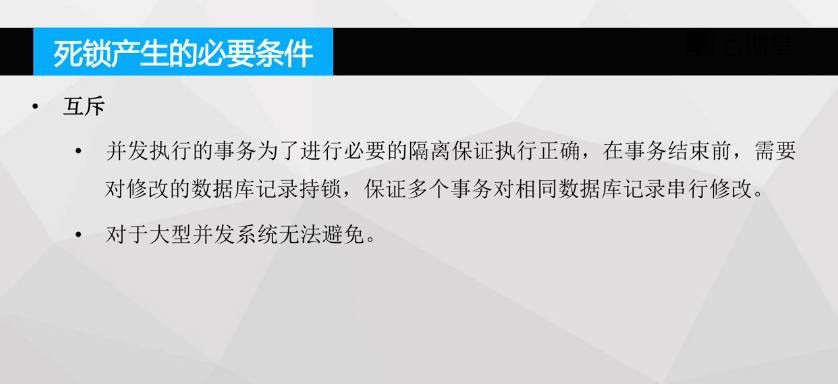 死锁产生的必要条件
• 互斥
• 并发执行的事务为了进行必要的隔离保证执行正确，在事务结束前，需要
对修改的数据库记录持锁，保证多个事务对相同数据库记录串行修改。
• 对于大型并发系统无法避免。